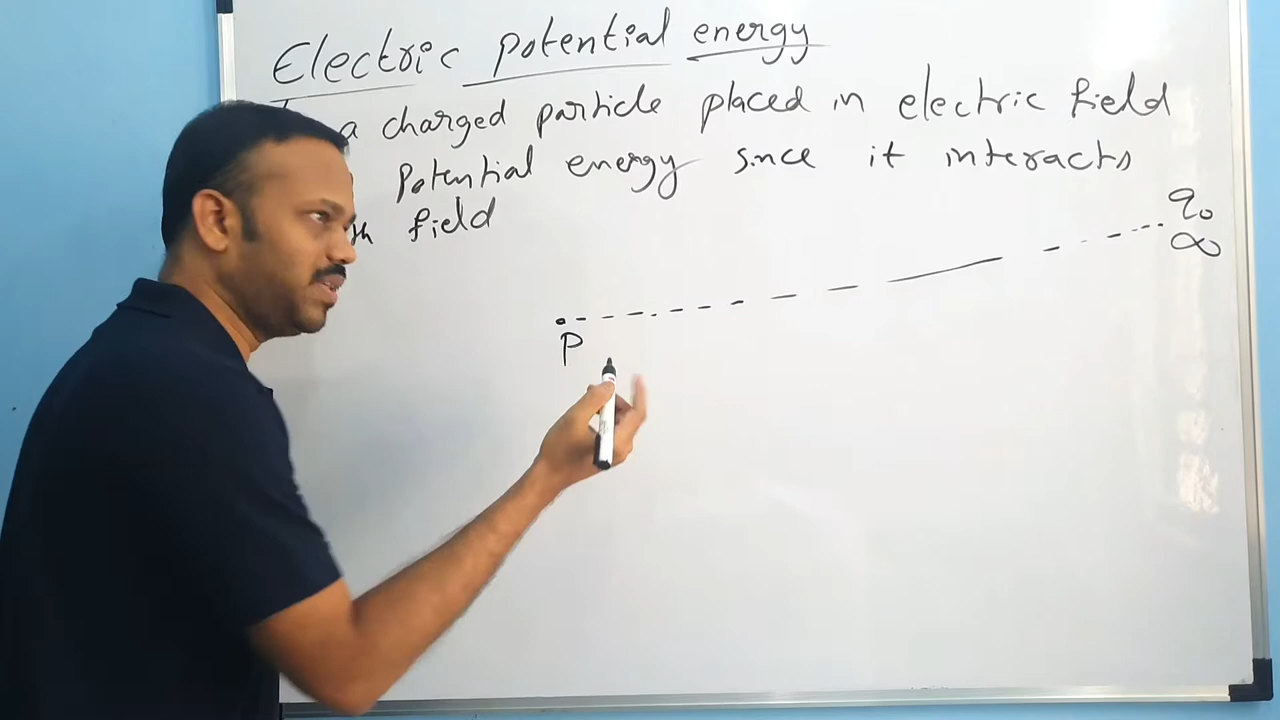 Electric potential energy
a charged particle placed in electric field
Potential energy since it interacts
field
q₀
∞
P